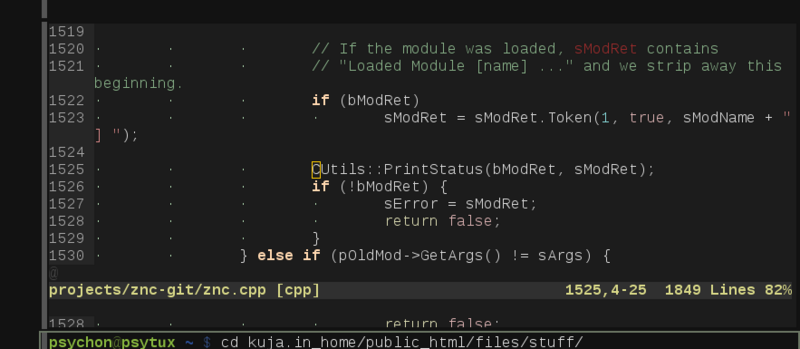 1519
1520· · · // If the module was loaded, sModRet contains
1521· · · // "Loaded Module [name] ..." and we strip away this
beginning.
1522· · · if (bModRet)
1523· · · · sModRet = sModRet.Token(1, true, sModName + "
] ");
1524
1525· · · CUtils::PrintStatus(bModRet, sModRet);
1526· · · if (!bModRet) {
1527· · · · sError = sModRet;
1528· · · · return false;
1529· · · }
1530· · } else if (pOldMod->GetArgs() != sArgs) {
@
projects/znc-git/znc.cpp [cpp] 1525,4-25 1849 Lines 82%
1528 return false;
psychon@psytux ~ $ cd kuja.in_home/public_html/files/stuff/